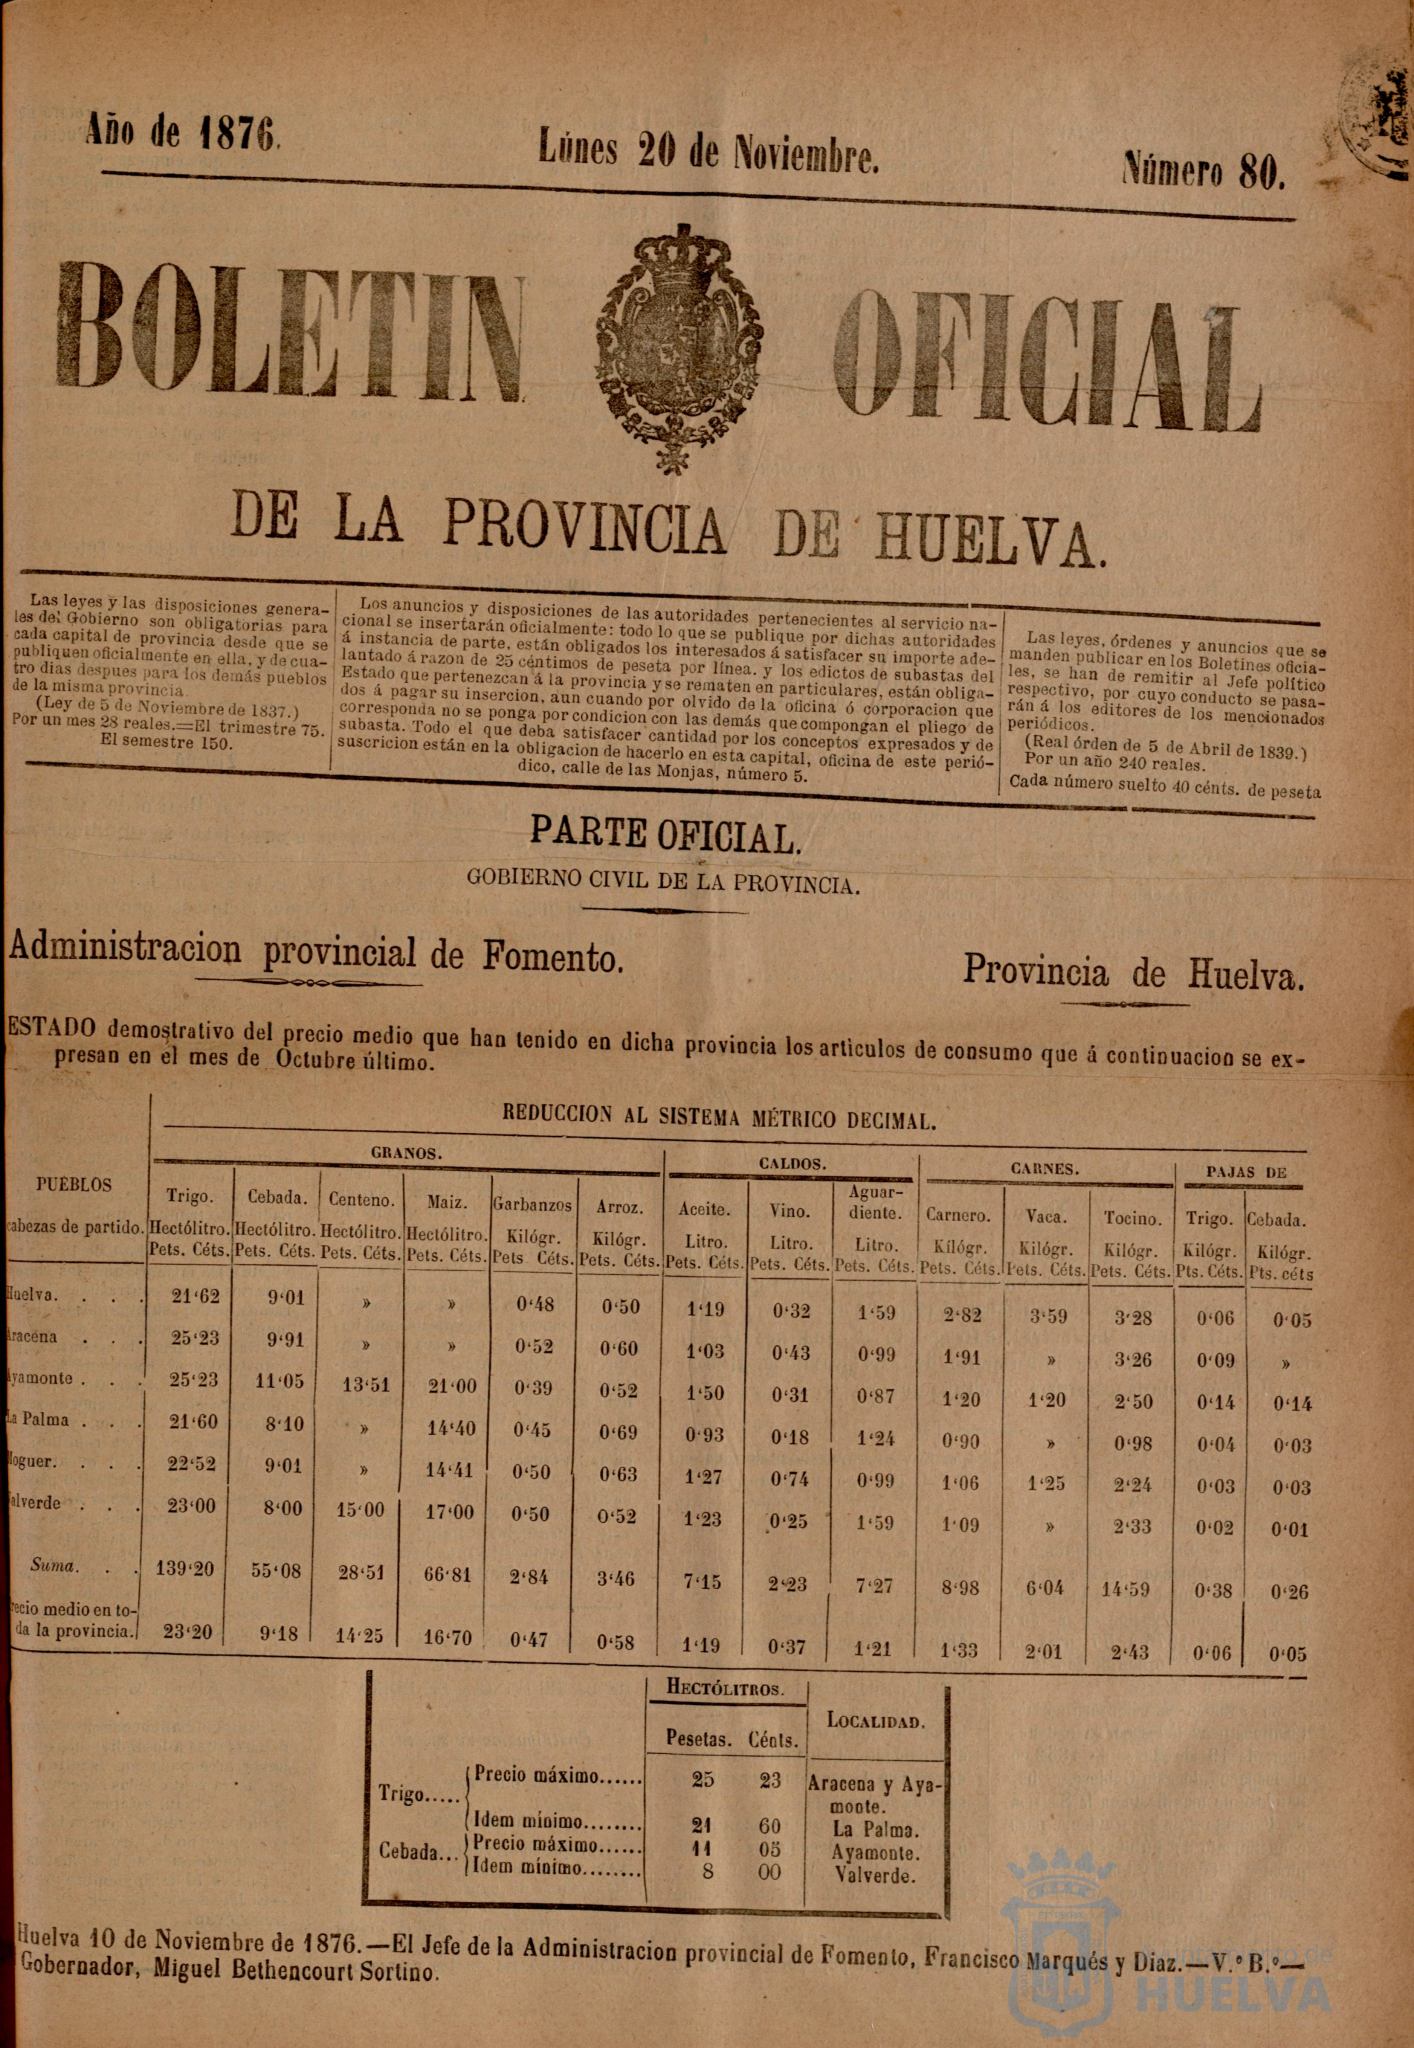 Año de 1876.
Lúnes 20 de Noviembre.
Número 80.
BOLETIN OFICIAL
DE LA PROVINCIA DE HUELVA.
Las leyes y las disposiciones genera-
les del Gobierno son obligatorias para
cada capital de provincia desde que se
publiquen oficialmente en ella, y de cua-
tro dias despues para los demás pueblos
de la misma provincia.
(Ley de 5 de Noviembre de 1837.)
Por un mes 28 reales.=El trimestre 75.
El semestre 150.
Los anuncios y disposiciones de las autoridades pertenecientes al servicio na-
cional se insertarán oficialmente: todo lo que se publique por dichas autoridades
á instancia de parte, están obligados los interesados á satisfacer su importe ade-
lantado á razon de 25 céntimos de peseta por línea, y los edictos de subastas del
Estado que pertenezcan á la provincia y se rematen en particulares, están obliga-
dos á pagar su insercion, aun cuando por olvido de la oficina ó corporacion que
corresponda no se ponga por condicion con las demás que compongan el pliego de
subasta. Todo el que deba satisfacer cantidad por los conceptos expresados y de
suscricion están en la obligacion de hacerlo en esta capital, oficina de este perió-
dico, calle de las Monjas, número 5.
Las leyes, órdenes y anuncios que se
manden publicar en los Boletines oficia-
les, se han de remitir al Jefe político
respectivo, por cuyo conducto se pasa-
rán á los editores de los mencionados
periódicos.
(Real órden de 5 de Abril de 1839.)
Por un año 240 reales.
Cada número suelto 40 cénts. de peseta
PARTE OFICIAL.
GOBIERNO CIVIL DE LA PROVINCIA.
Administracion provincial de Fomento.
Provincia de Huelva.
ESTADO demostrativo del precio medio que han tenido en dicha provincia los articulos de consumo que á continuacion se ex-
presan en el mes de Octubre último.
REDUCCION AL SISTEMA MÉTRICO DECIMAL.
GRANOS. CALDOS. CARNES. PAJAS DE
PUEBLOS Trigo. Cebada. Centeno. Maiz. Garbanzos Arroz. Aceite. Vino. Aguar-diente. Carnero. Vaca. Tocino. Trigo. Cebada.
cabezas de partido. Hectólitro. Hectólitro. Hectólitro. Hectólitro. Kilógr. Kilógr. Litro. Litro. Litro. Kilógr. Kilógr. Kilógr. Kilógr. Kilógr.
Pets. Céts. Pets. Céts. Pets. Céts. Pets. Céts. Pets Céts. Pets. Céts. Pets. Céts. Pets. Céts. Pets. Céts. Pets. Céts. Pets. Céts. Pets. Céts. Pts. Céts. Pts. céts
Huelva. . . . 21‘62 9‘01 » » 0‘48 0‘50 1‘19 0‘32 1‘59 2‘82 3‘59 3‘28 0‘06 0‘05
Aracena . . . 25‘23 9‘91 » » 0‘52 0‘60 1‘03 0‘43 0‘99 1‘91 » 3‘26 0‘09 »
Ayamonte . . . 25‘23 11‘05 13‘51 21‘00 0‘39 0‘52 1‘50 0‘31 0‘87 1‘20 1‘20 2‘50 0‘14 0‘14
La Palma . . . 21‘60 8‘10 » 14‘40 0‘45 0‘69 0‘93 0‘18 1‘24 0‘90 » 0‘98 0‘04 0‘03
Moguer. . . . 22‘52 9‘01 » 14‘41 0‘50 0‘63 1‘27 0‘74 0‘99 1‘06 1‘25 2‘24 0‘03 0‘03
Valverde . . . 23‘00 8‘00 15‘00 17‘00 0‘50 0‘52 1‘23 0‘25 1‘59 1‘09 » 2‘33 0‘02 0‘01
Suma. . . 139‘20 55‘08 28‘51 66‘81 2‘84 3‘46 7‘15 2‘23 7‘27 8‘98 6‘04 14‘59 0‘38 0‘26
Precio medio en to-
da la provincia. 23‘20 9‘18 14‘25 16‘70 0‘47 0‘58 1‘19 0‘37 1‘21 1‘33 2‘01 2‘43 0‘06 0‘05
HECTÓLITROS.
Pesetas. Cénts. LOCALIDAD.
Trigo..... Precio máximo...... 25 23 Aracena y Aya-
monte.
Idem mínimo........ 21 60 La Palma.
Cebada... Precio máximo...... 11 05 Ayamonte.
Idem mínimo........ 8 00 Valverde.
Huelva 10 de Noviembre de 1876.—El Jefe de la Administracion provincial de Fomento, Francisco Marqués y Diaz.—V.º B.º—
Gobernador, Miguel Bethencourt Sortino.
HUELVA